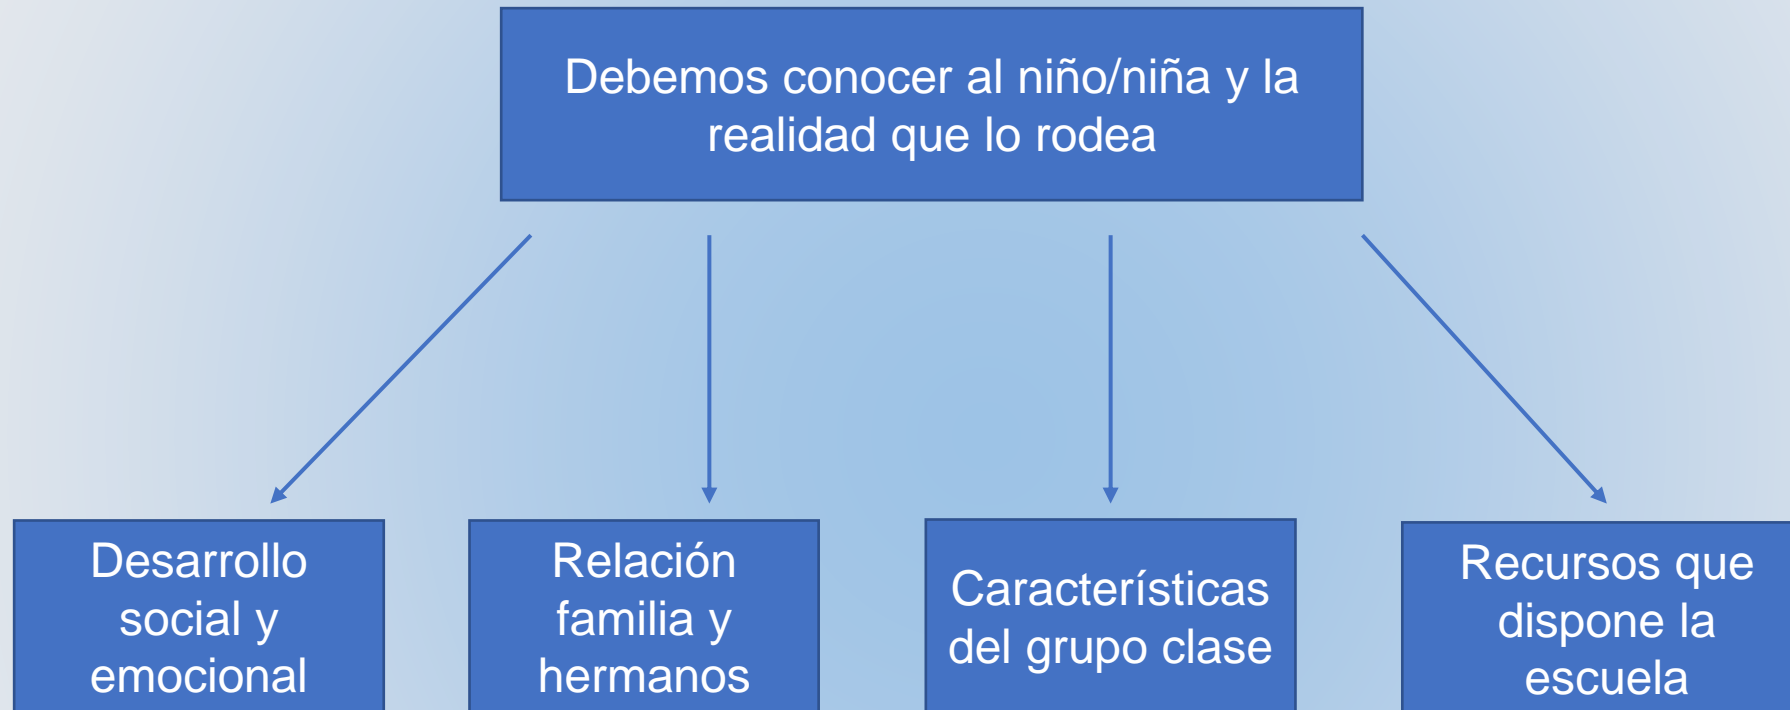 Debemos conocer al niño/niña y la
realidad que lo rodea
Desarrollo
social y
emocional
Relación
familia y
hermanos
Característícas
del grupo clase
Recursos que
dispone la
escuela